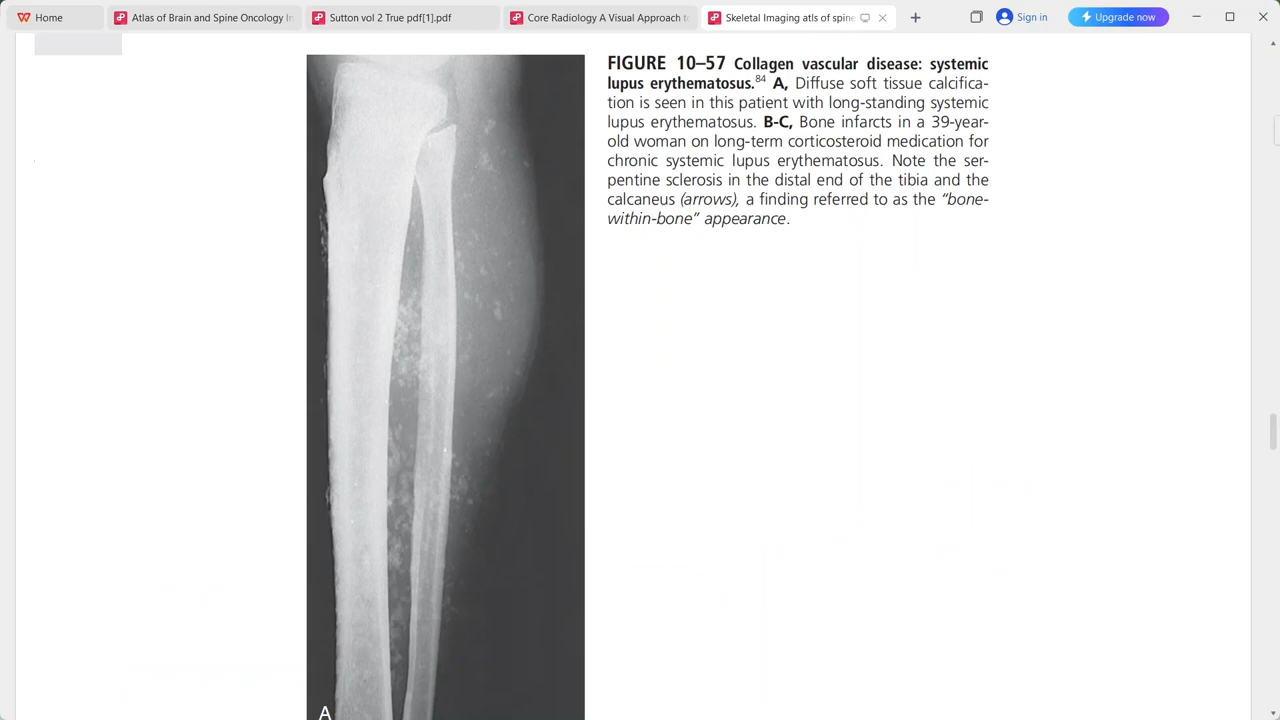 Home
Atlas of Brain and Spine Oncology In
Sutton vol 2 True pdf[1].pdf
Core Radiology A Visual Approach to
Skeletal Imaging atls of spine
Sign in
Upgrade now
FIGURE 10–57 Collagen vascular disease: systemic
lupus erythematosus.84 A, Diffuse soft tissue calcifica-
tion is seen in this patient with long-standing systemic
lupus erythematosus. B-C, Bone infarcts in a 39-year-
old woman on long-term corticosteroid medication for
chronic systemic lupus erythematosus. Note the ser-
pentine sclerosis in the distal end of the tibia and the
calcaneus (arrows), a finding referred to as the “bone-
within-bone” appearance.
A